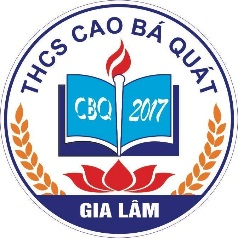 THCS CAO BÁ QUÁT
CBQ 2017
GIA LÂM